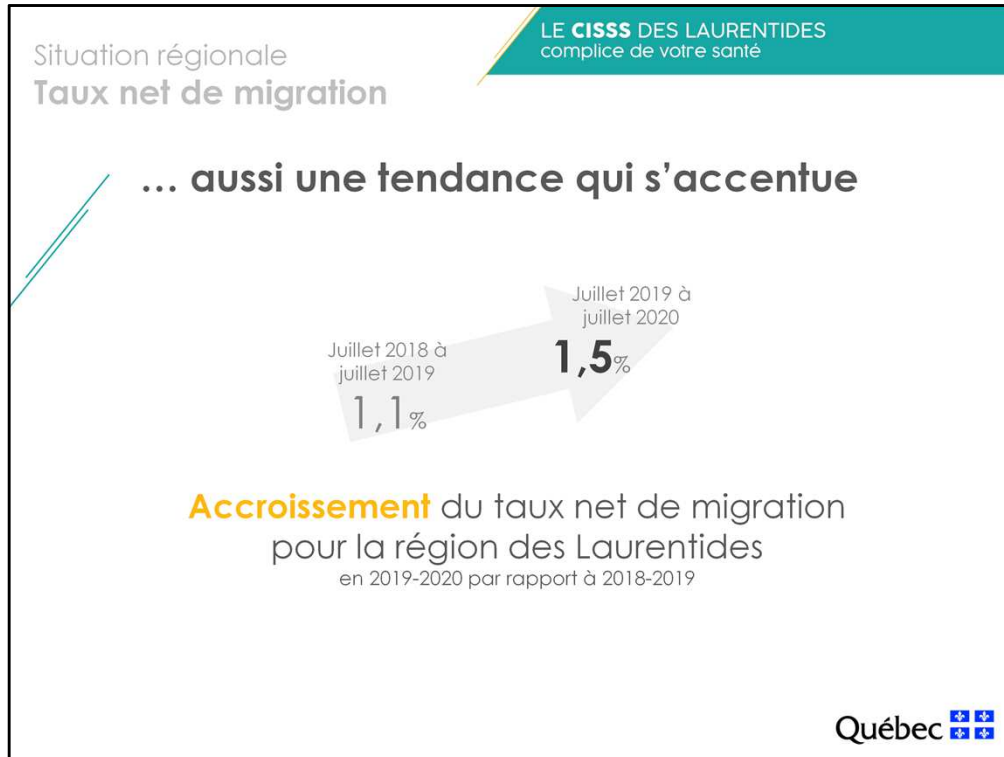 Situation régionale
Taux net de migration
LE CISSS DES LAURENTIDES
complice de votre santé
... aussi une tendance qui s'accentue
Juillet 2018 à
juillet 2019
1,1%
Juillet 2019 à
juillet 2020
1,5%
Accroissement du taux net de migration
pour la région des Laurentides
en 2019-2020 par rapport à 2018-2019
Québec